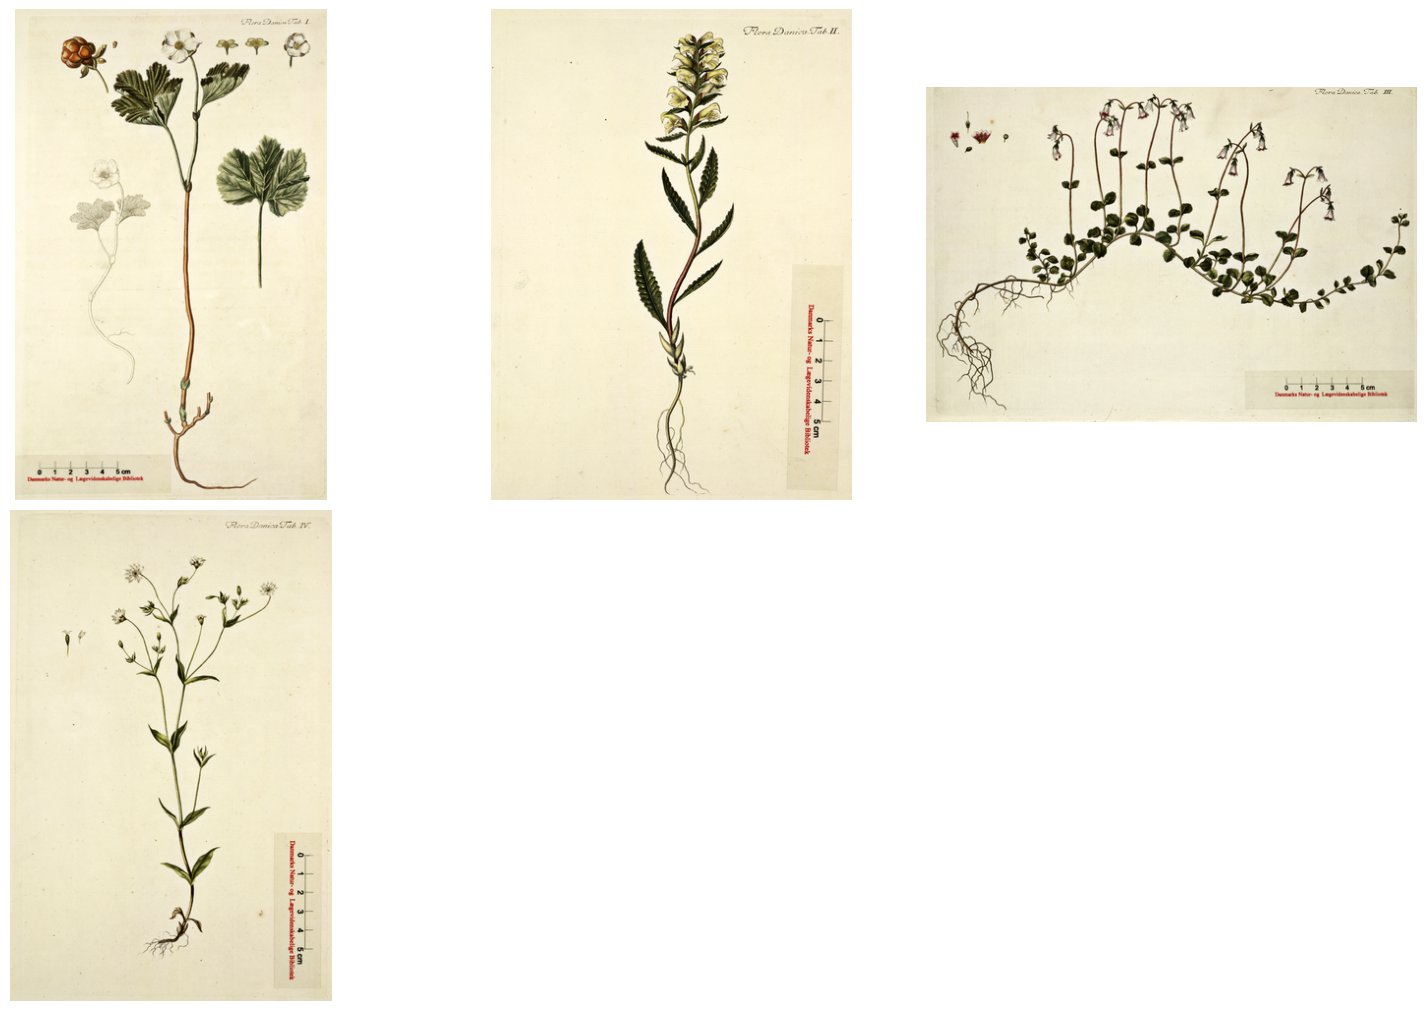 Flora Danica. Tab. I.
0 1 2 3 4 5 cm
Danmarks Natur- og Lægevidenskabelige Bibliotek
Flora Danica. Tab. II.
0 1 2 3 4 5 cm
Danmarks Natur- og Lægevidenskabelige Bibliotek
Flora Danica. Tab. III.
0 1 2 3 4 5 cm
Danmarks Natur- og Lægevidenskabelige Bibliotek
Flora Danica. Tab. IV.
0 1 2 3 4 5 cm
Danmarks Natur- og Lægevidenskabelige Bibliotek